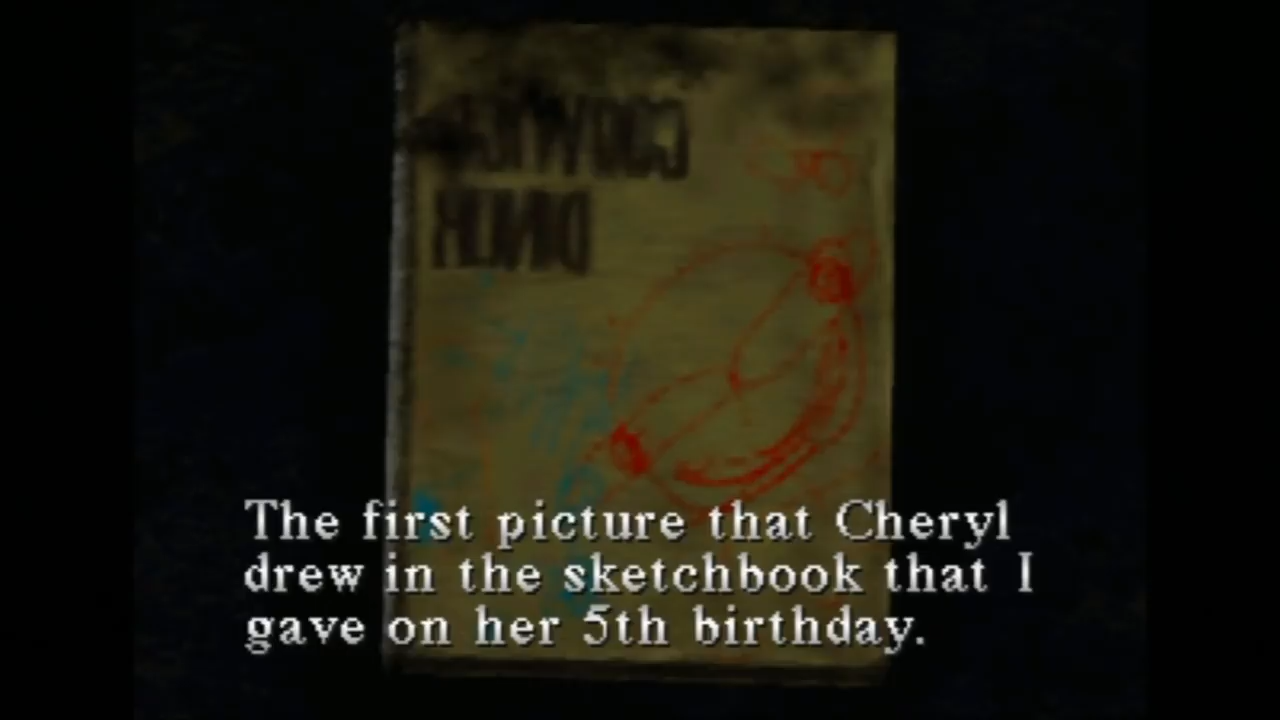 The first picture that Cheryl
drew in the sketchbook that I
gave on her 5th birthday.